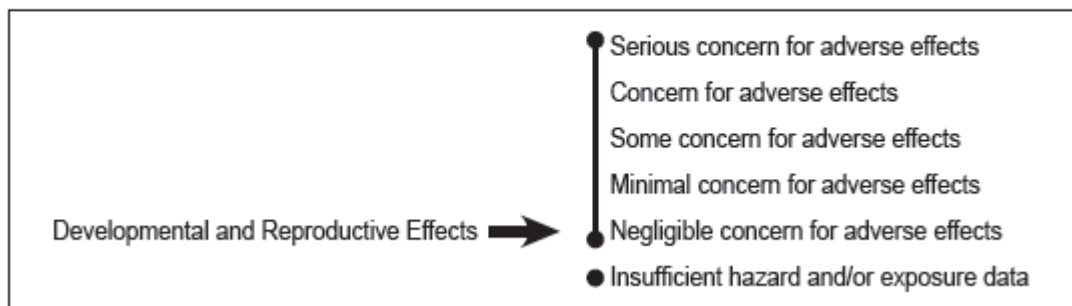 Serious concern for adverse effects
Concern for adverse effects
Some concern for adverse effects
Minimal concern for adverse effects
Developmental and Reproductive Effects
Negligible concern for adverse effects
Insufficient hazard and/or exposure data